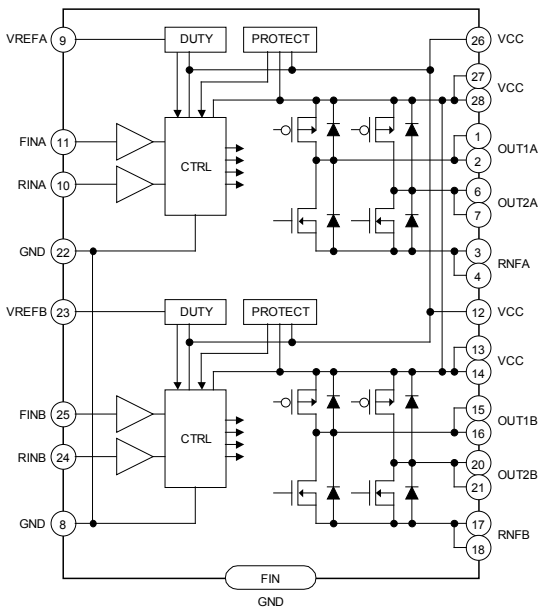 VREFA 9 DUTY PROTECT 26 VCC
27 VCC
28
FINA 11 1 OUT1A
CTRL 2
RINA 10 6 OUT2A
7
GND 22 3 RNFA
4
VREFB 23 DUTY PROTECT 12 VCC
13 VCC
14
FINB 25 15 OUT1B
CTRL 16
RINB 24 20 OUT2B
21
GND 8 17 RNFB
18
FIN
GND